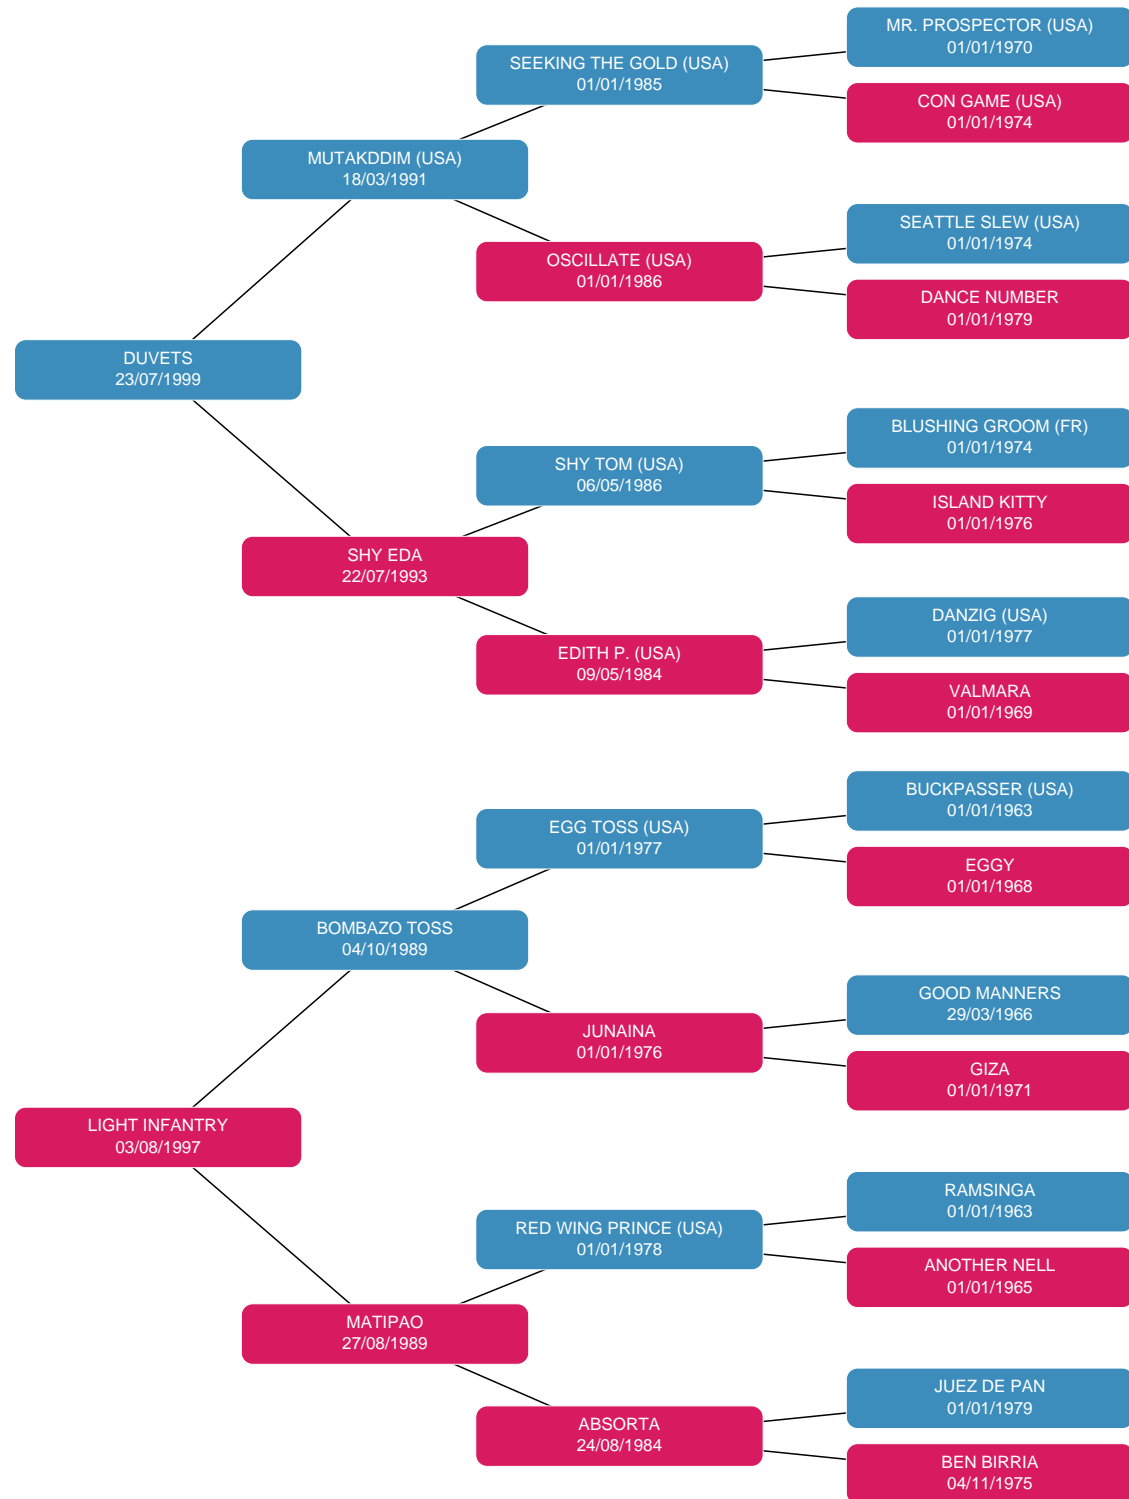 MR. PROSPECTOR (USA)
01/01/1970
SEEKING THE GOLD (USA)
01/01/1985
CON GAME (USA)
01/01/1974
MUTAKDDIM (USA)
18/03/1991
SEATTLE SLEW (USA)
01/01/1974
OSCILLATE (USA)
01/01/1986
DANCE NUMBER
01/01/1979
DUVETS
23/07/1999
BLUSHING GROOM (FR)
01/01/1974
SHY TOM (USA)
06/05/1986
ISLAND KITTY
01/01/1976
SHY EDA
22/07/1993
DANZIG (USA)
01/01/1977
EDITH P. (USA)
09/05/1984
VALMARA
01/01/1969
BUCKPASSER (USA)
01/01/1963
EGG TOSS (USA)
01/01/1977
EGGY
01/01/1968
BOMBAZO TOSS
04/10/1989
GOOD MANNERS
29/03/1966
JUNAINA
01/01/1976
GIZA
01/01/1971
LIGHT INFANTRY
03/08/1997
RAMSINGA
01/01/1963
RED WING PRINCE (USA)
01/01/1978
ANOTHER NELL
01/01/1965
MATIPAO
27/08/1989
JUEZ DE PAN
01/01/1979
ABSORTA
24/08/1984
BEN BIRRIA
04/11/1975